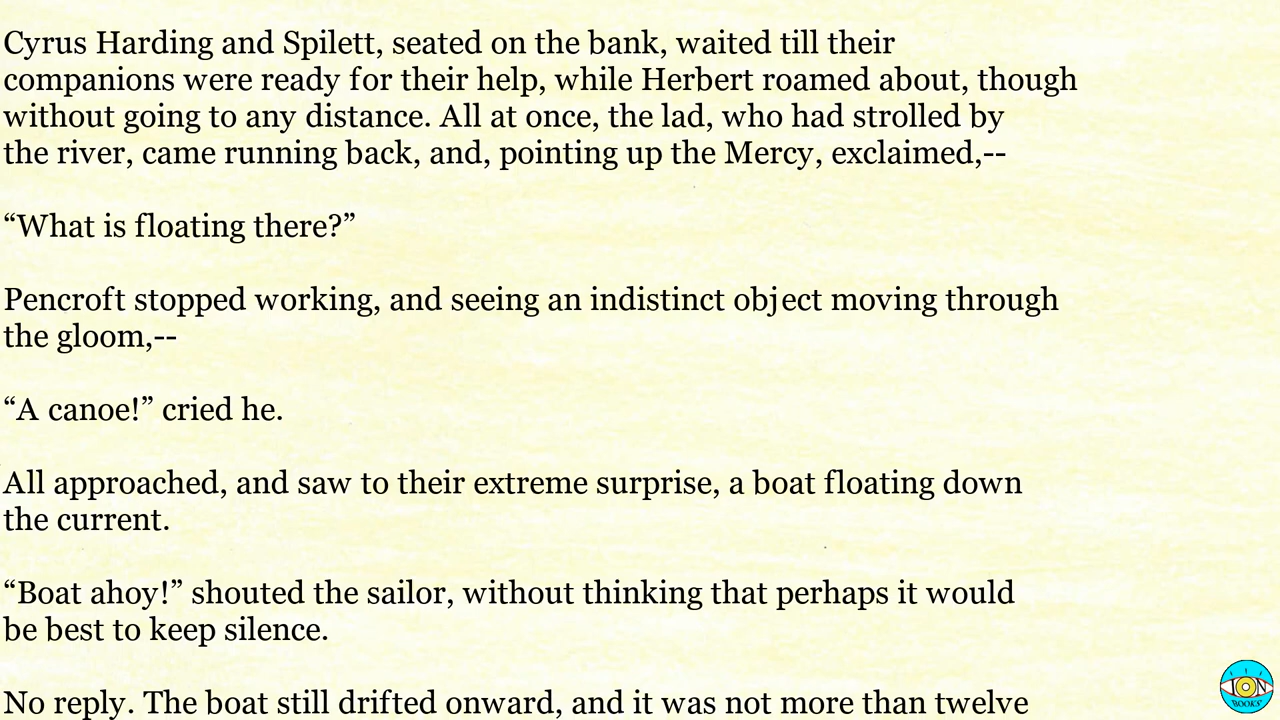 Cyrus Harding and Spilett, seated on the bank, waited till their
companions were ready for their help, while Herbert roamed about, though
without going to any distance. All at once, the lad, who had strolled by
the river, came running back, and, pointing up the Mercy, exclaimed,--
“What is floating there?”
Pencroft stopped working, and seeing an indistinct object moving through
the gloom,--
“A canoe!” cried he.
All approached, and saw to their extreme surprise, a boat floating down
the current.
“Boat ahoy!” shouted the sailor, without thinking that perhaps it would
be best to keep silence.
No reply. The boat still drifted onward, and it was not more than twelve
ION
BOOKS